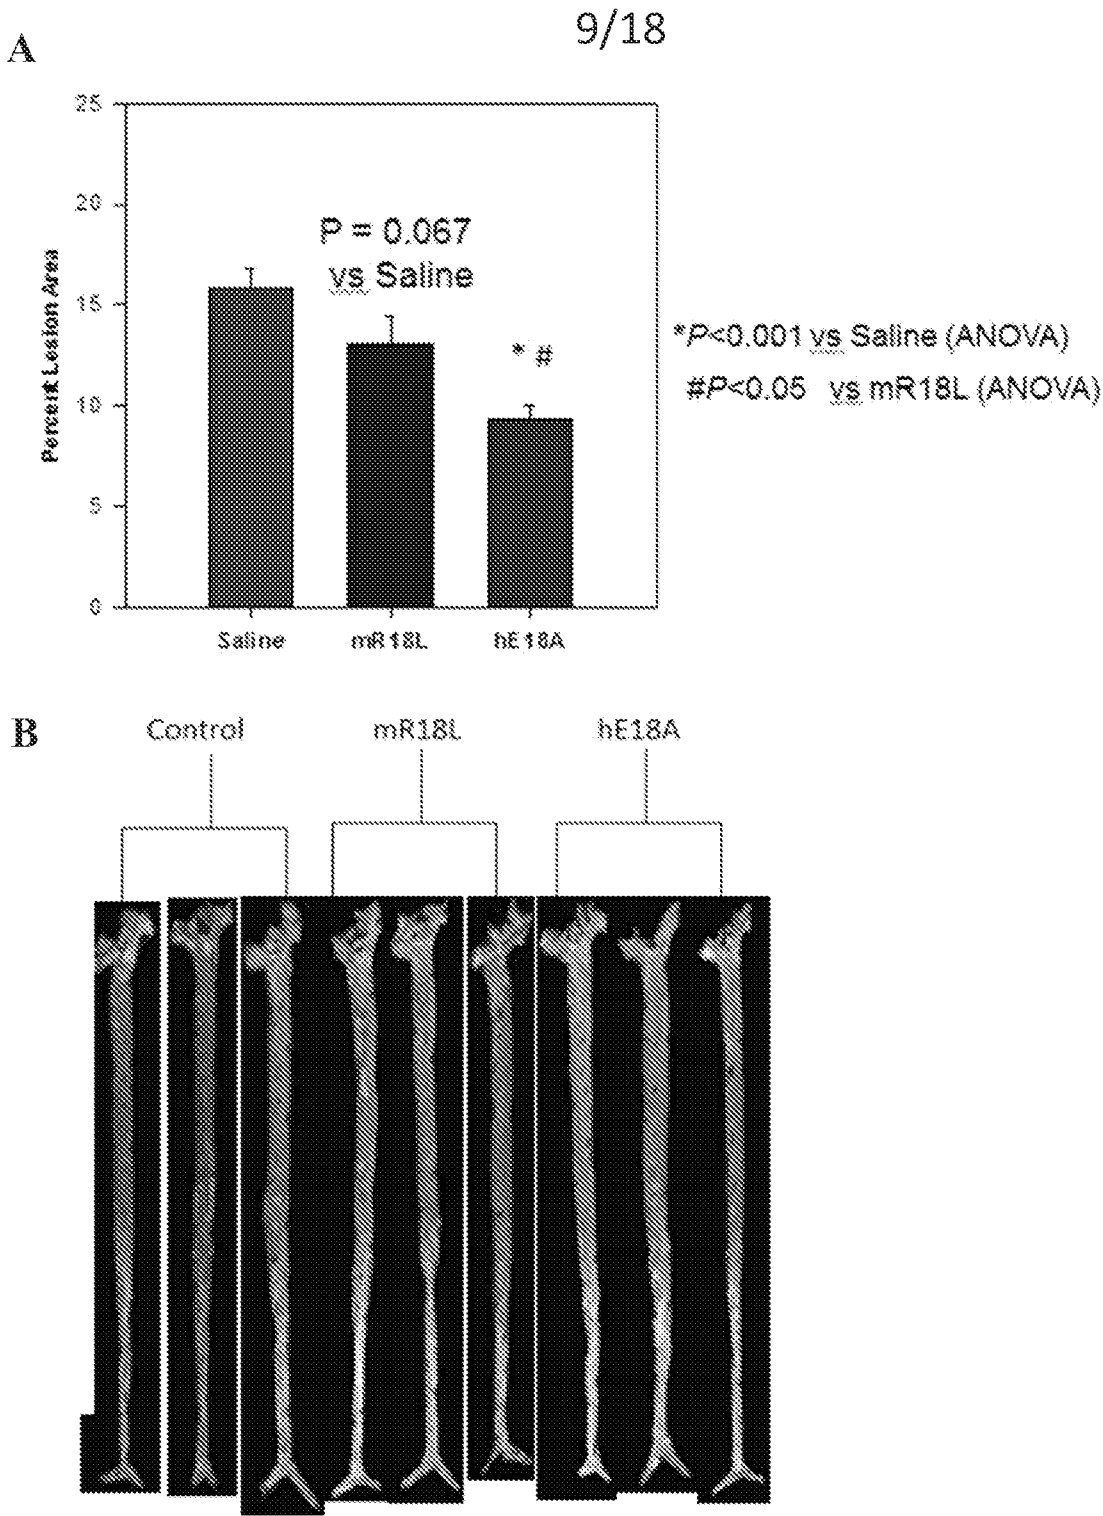 9/18
A
25
20
15
10
5
0
Percent Lesion Area
P = 0.067
vs Saline
* #
*P<0.001 vs Saline (ANOVA)
#P<0.05 vs mR18L (ANOVA)
Saline mR18L hE18A
B
Control mR18L hE18A